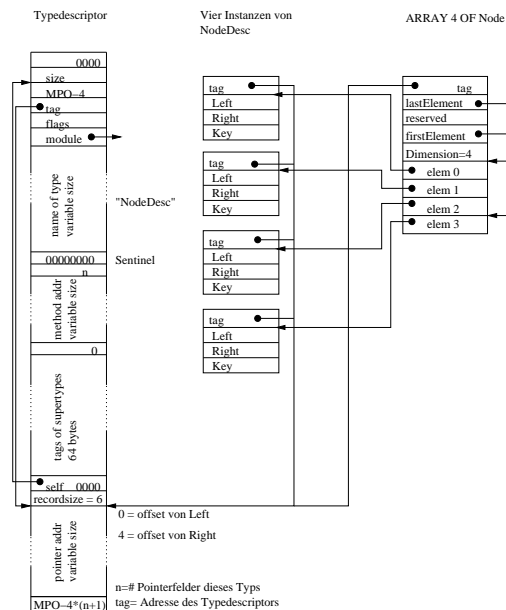 Typedescriptor
Vier Instanzen von
NodeDesc
ARRAY 4 OF Node
0000
size
MPO-4
tag
flags
module
name of type
variable size
"NodeDesc"
00000000
Sentinel
n
method addr
variable size
0
tags of supertypes
64 bytes
self 0000
recordsize = 6
pointer addr
variable size
MPO-4*(n+1)
tag
Left
Right
Key
tag
Left
Right
Key
tag
Left
Right
Key
tag
Left
Right
Key
tag
lastElement
reserved
firstElement
Dimension=4
elem 0
elem 1
elem 2
elem 3
0 = offset von Left
4 = offset von Right
n=# Pointerfelder dieses Typs
tag= Adresse des Typedescriptors